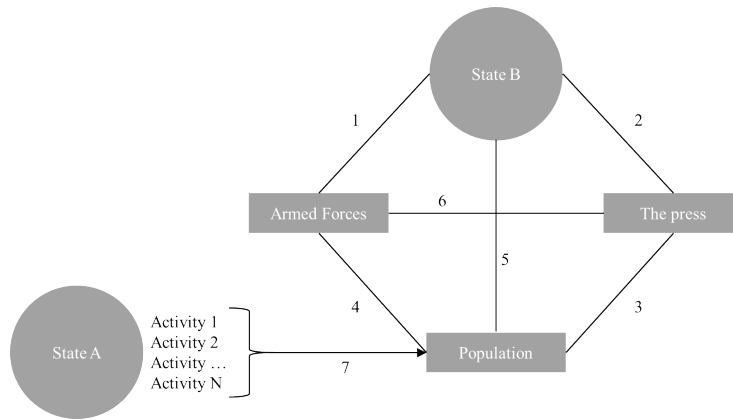 State B
1
2
Armed Forces
6
The press
5
4
3
State A
Activity 1
Activity 2
Activity …
Activity N
7
Population